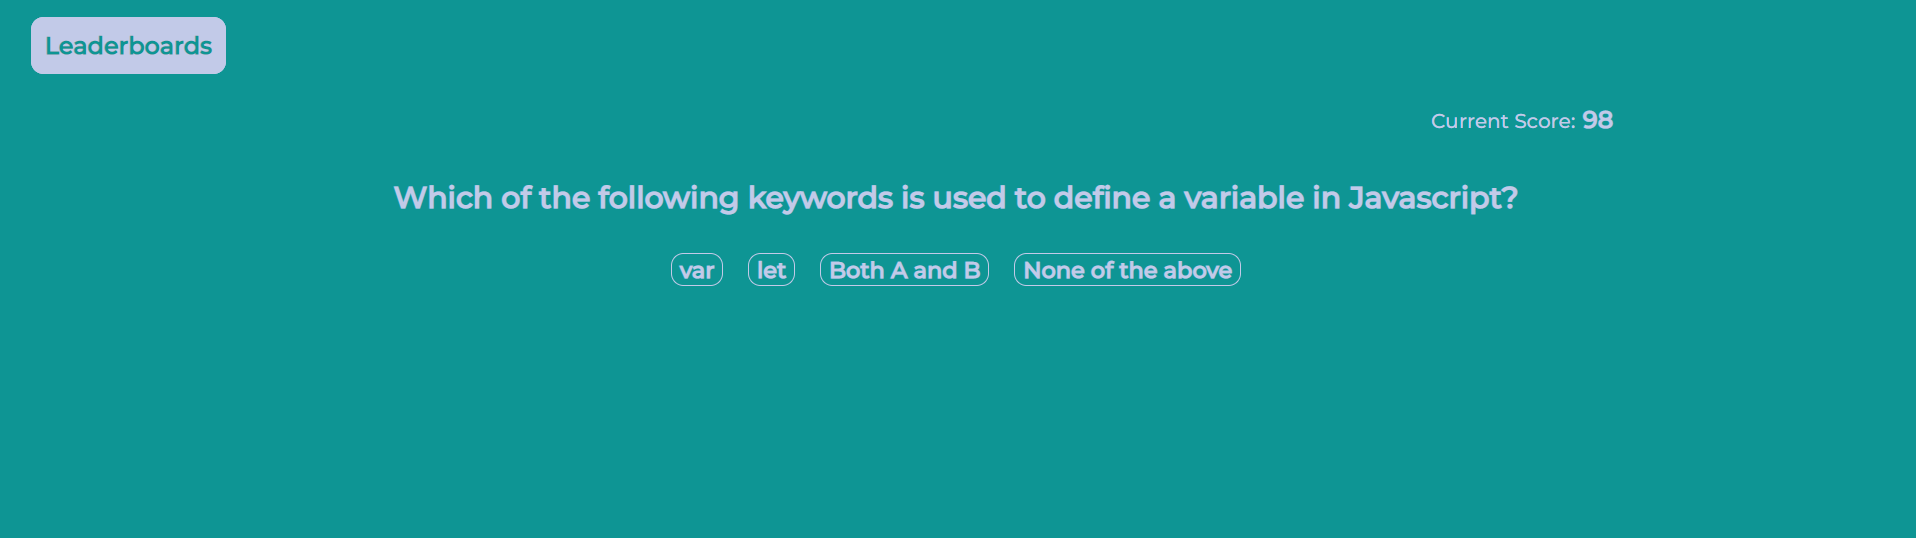 Leaderboards
Current Score: 98
Which of the following keywords is used to define a variable in Javascript?
var let Both A and B None of the above